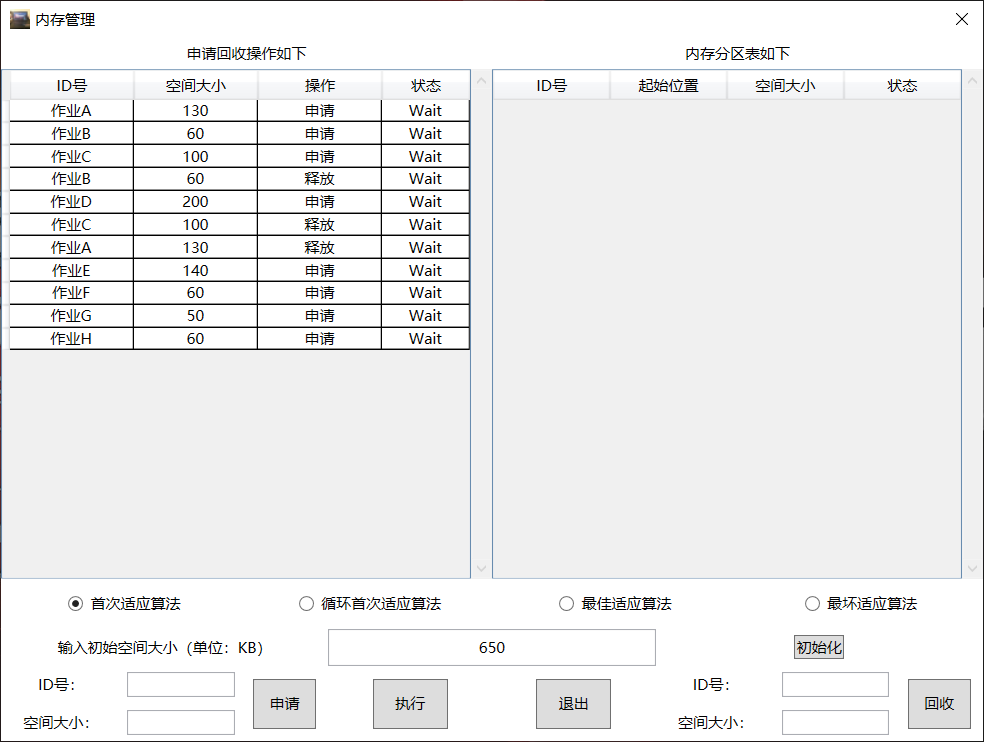 内存管理
申请回收操作如下 内存分区表如下
ID号 空间大小 操作 状态 ID号 起始位置 空间大小 状态
作业A 130 申请 Wait
作业B 60 申请 Wait
作业C 100 申请 Wait
作业B 60 释放 Wait
作业D 200 申请 Wait
作业C 100 释放 Wait
作业A 130 释放 Wait
作业E 140 申请 Wait
作业F 60 申请 Wait
作业G 50 申请 Wait
作业H 60 申请 Wait
首次适应算法 循环首次适应算法 最佳适应算法 最坏适应算法
输入初始空间大小（单位：KB） 650 初始化
ID号： ID号：
申请 执行 退出 回收
空间大小： 空间大小：